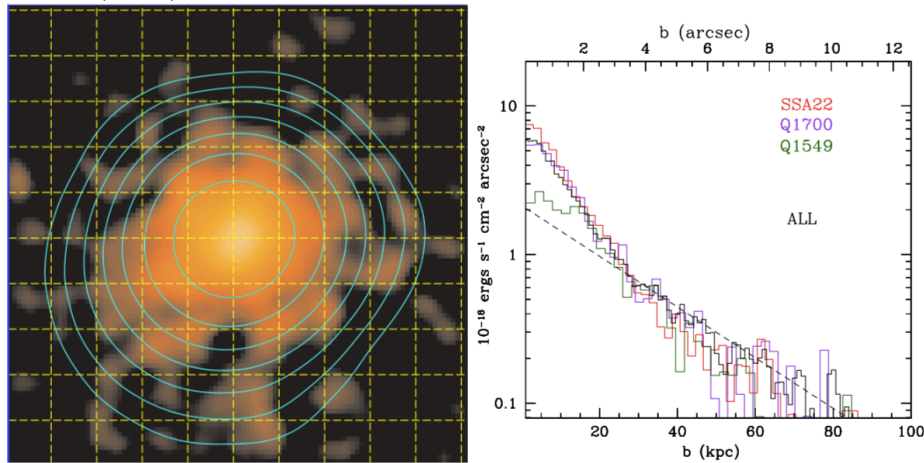 b (arcsec)
2 4 6 8 10 12
10
1
0.1
10⁻¹⁸ ergs s⁻¹ cm⁻² arcsec⁻²
SSA22
Q1700
Q1549
ALL
20 40 60 80 100
b (kpc)